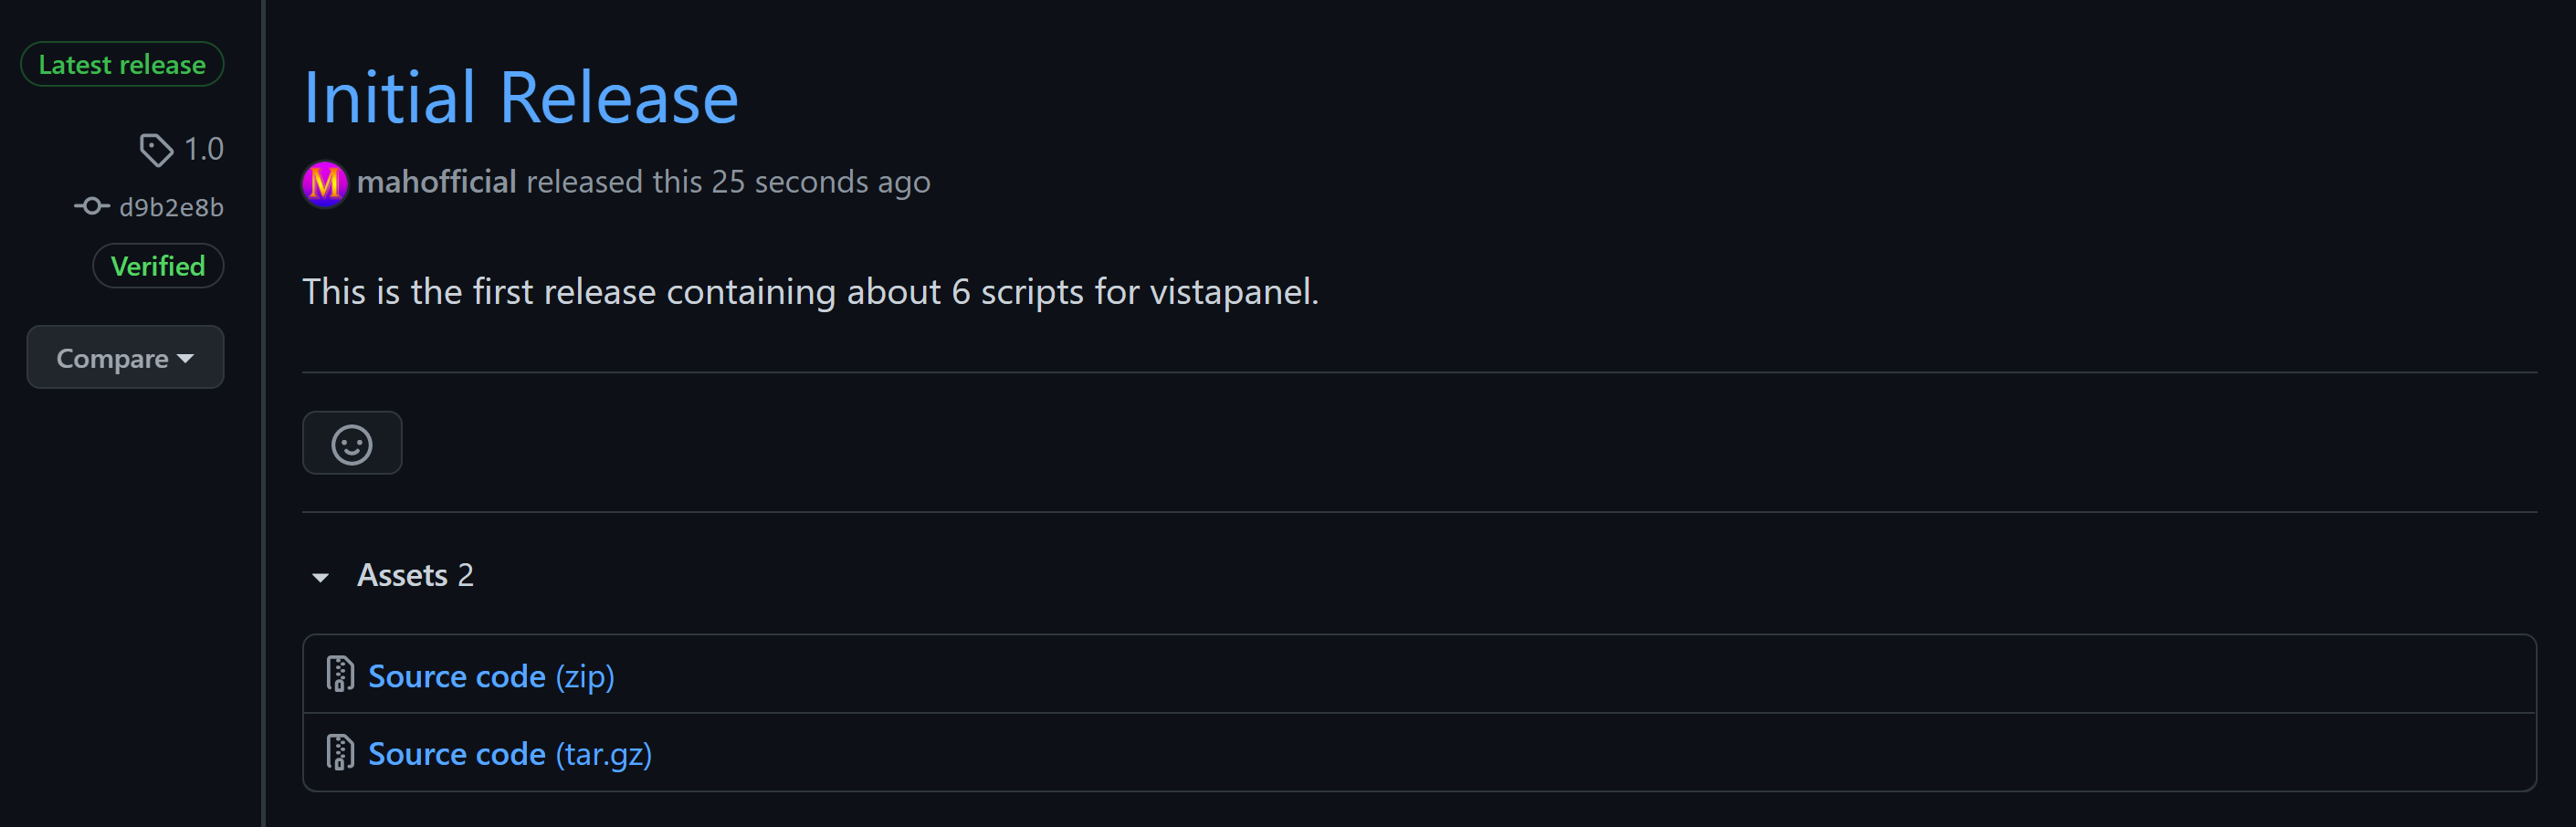 Latest release
1.0
d9b2e8b
Verified
Compare
Initial Release
M mahofficial released this 25 seconds ago
This is the first release containing about 6 scripts for vistapanel.
Assets 2
Source code (zip)
Source code (tar.gz)